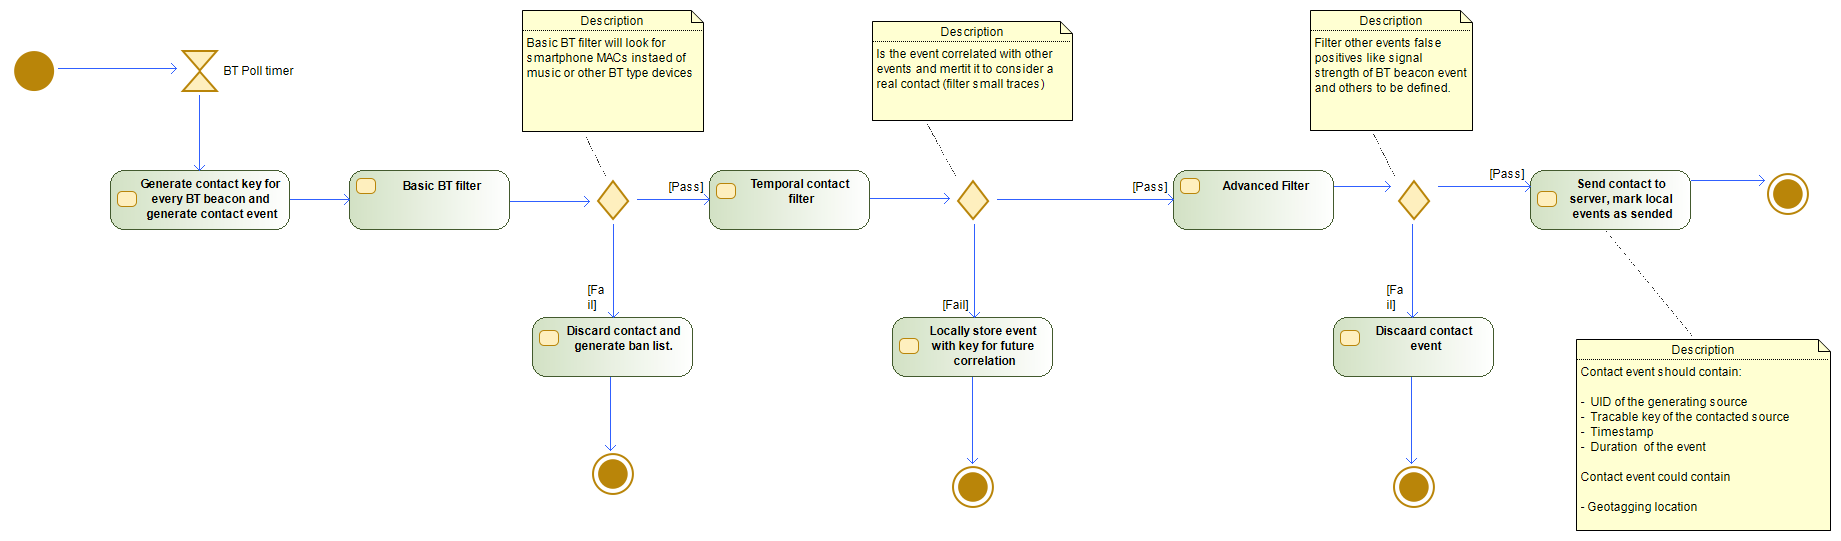 Description
Basic BT filter will look for
smartphone MACs instaed of
music or other BT type devices
Description
Is the event correlated with other
events and mertit it to consider a
real contact (filter small traces)
Description
Filter other events false
positives like signal
strength of BT beacon event
and others to be defined.
BT Poll timer
Generate contact key for
every BT beacon and
generate contact event
Basic BT filter
[Pass]
Temporal contact
filter
[Pass]
Advanced Filter
[Pass]
Send contact to
server, mark local
events as sended
[Fa
il]
[Fail]
[Fa
il]
Discard contact and
generate ban list.
Locally store event
with key for future
correlation
Discaard contact
event
Description
Contact event should contain:
- UID of the generating source
- Tracable key of the contacted source
- Timestamp
- Duration of the event
Contact event could contain
- Geotagging location